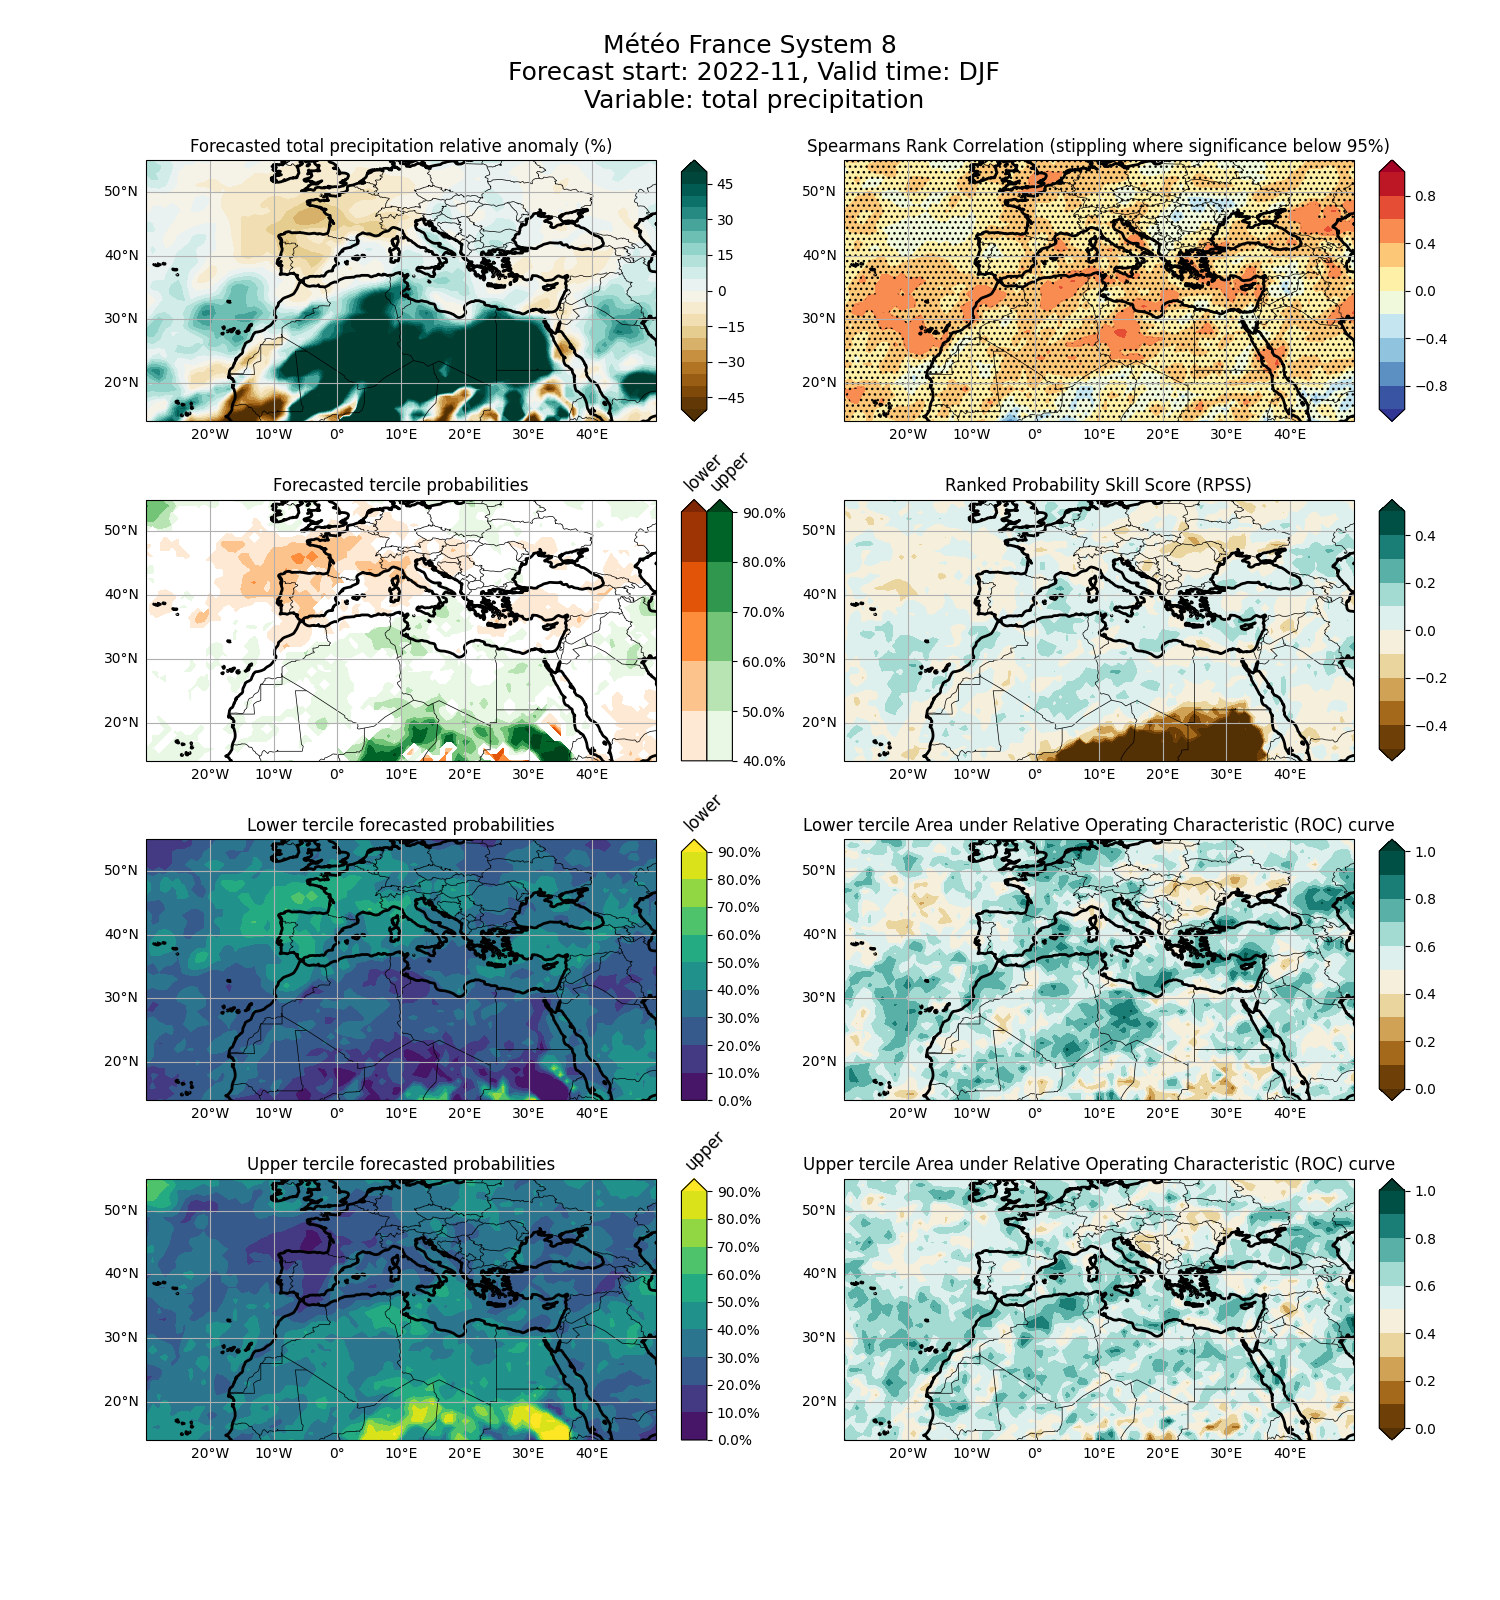 Météo France System 8
Forecast start: 2022-11, Valid time: DJF
Variable: total precipitation
Forecasted total precipitation relative anomaly (%)
50°N
40°N
30°N
20°N
20°W 10°W 0° 10°E 20°E 30°E 40°E
45
30
15
0
−15
−30
−45
Spearmans Rank Correlation (stippling where significance below 95%)
50°N
40°N
30°N
20°N
20°W 10°W 0° 10°E 20°E 30°E 40°E
0.8
0.4
0.0
−0.4
−0.8
Forecasted tercile probabilities
50°N
40°N
30°N
20°N
20°W 10°W 0° 10°E 20°E 30°E 40°E
lower
upper
90.0%
80.0%
70.0%
60.0%
50.0%
40.0%
Ranked Probability Skill Score (RPSS)
50°N
40°N
30°N
20°N
20°W 10°W 0° 10°E 20°E 30°E 40°E
0.4
0.2
0.0
−0.2
−0.4
Lower tercile forecasted probabilities
50°N
40°N
30°N
20°N
20°W 10°W 0° 10°E 20°E 30°E 40°E
lower
90.0%
80.0%
70.0%
60.0%
50.0%
40.0%
30.0%
20.0%
10.0%
0.0%
Lower tercile Area under Relative Operating Characteristic (ROC) curve
50°N
40°N
30°N
20°N
20°W 10°W 0° 10°E 20°E 30°E 40°E
1.0
0.8
0.6
0.4
0.2
0.0
Upper tercile forecasted probabilities
50°N
40°N
30°N
20°N
20°W 10°W 0° 10°E 20°E 30°E 40°E
upper
90.0%
80.0%
70.0%
60.0%
50.0%
40.0%
30.0%
20.0%
10.0%
0.0%
Upper tercile Area under Relative Operating Characteristic (ROC) curve
50°N
40°N
30°N
20°N
20°W 10°W 0° 10°E 20°E 30°E 40°E
1.0
0.8
0.6
0.4
0.2
0.0